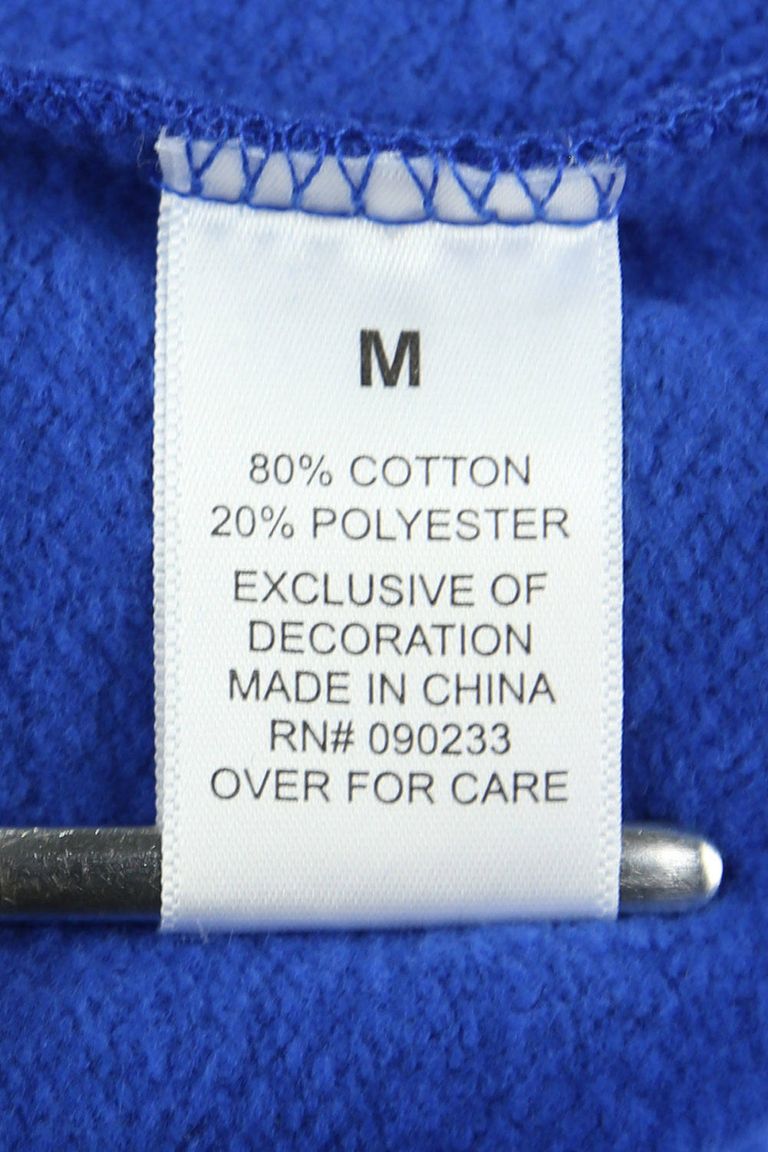 M
80% COTTON
20% POLYESTER
EXCLUSIVE OF
DECORATION
MADE IN CHINA
RN# 090233
OVER FOR CARE